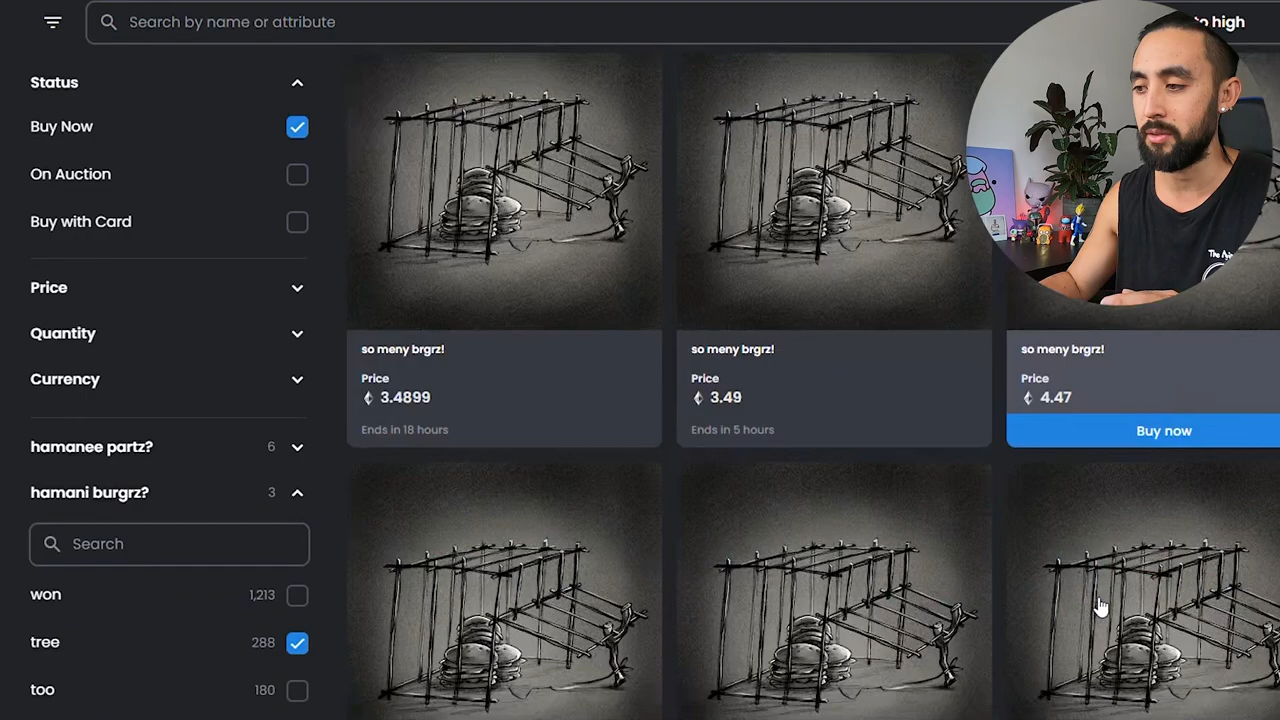 Search by name or attribute
to high
Status
Buy Now
On Auction
Buy with Card
Price
Quantity
Currency
hamanee partz? 6
hamani burgrz? 3
Search
won 1,213
tree 288
too 180
so meny brgrz!
Price
3.4899
Ends in 18 hours
so meny brgrz!
Price
3.49
Ends in 5 hours
so meny brgrz!
Price
4.47
Buy now
The